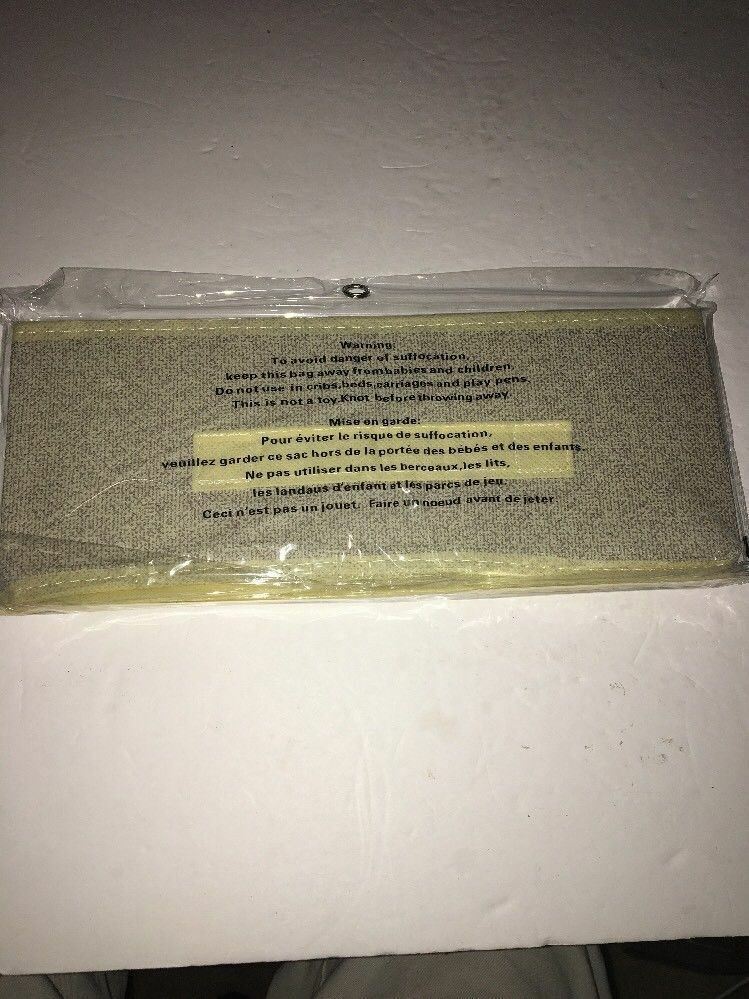 Warning:
To avoid danger of suffocation,
keep this bag away frombabies and children.
Do not use in cribs,beds,carriages and play pens.
This is not a toy.Knot before throwing away.
Mise en garde:
Pour éviter le risque de suffocation,
veuillez garder ce sac hors de la portée des bébés et des enfants.
Ne pas utiliser dans les berceaux,les lits,
les landaus d'enfant et les parcs de jeu.
Ceci n'est pas un jouet. Faire un noeud avant de jeter.